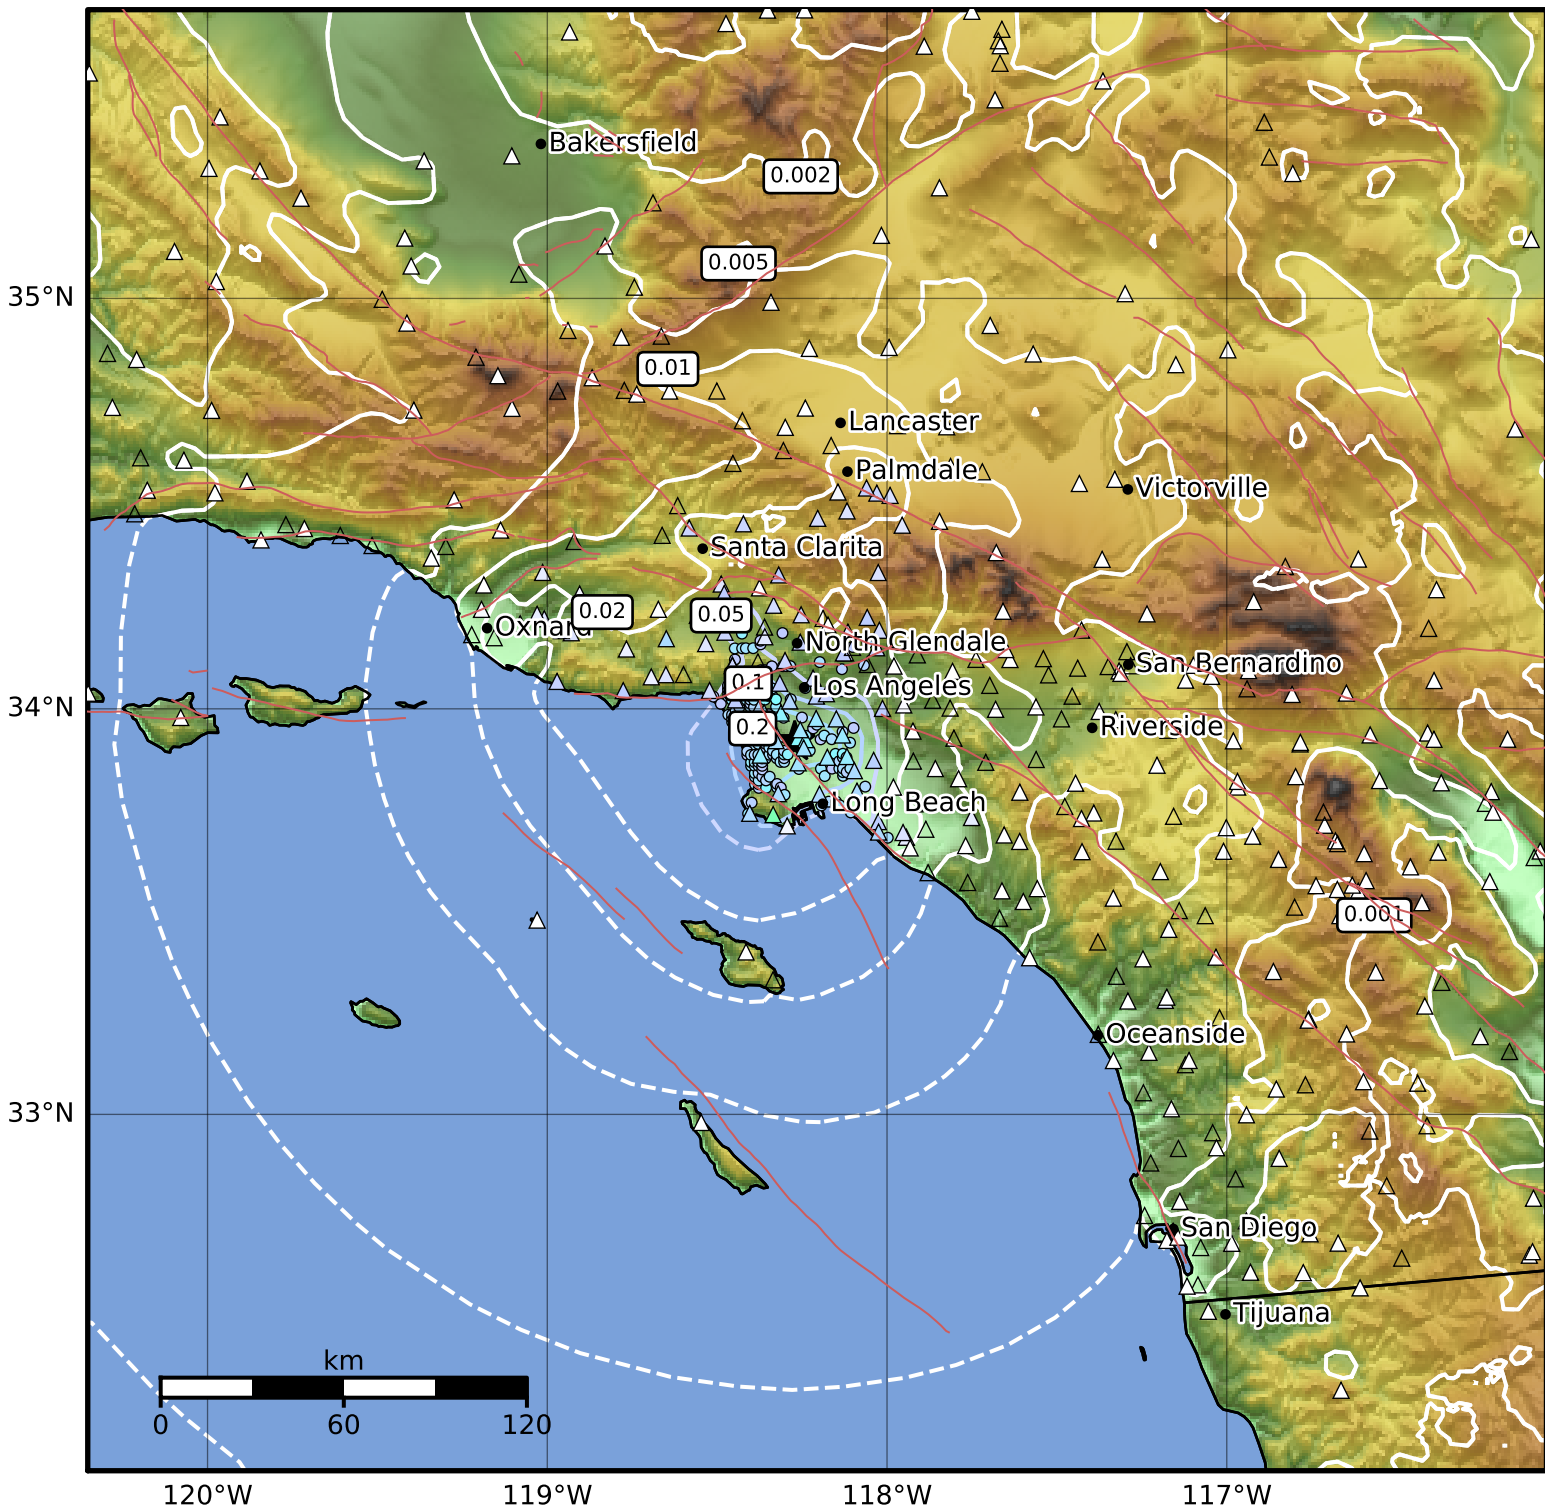 Bakersfield
0.002
0.005
35°N
0.01
Lancaster
Palmdale
Victorville
Santa Clarita
0.02
0.05
Oxnard
North Glendale
San Bernardino
0.1
Los Angeles
34°N
0.2
Riverside
Long Beach
0.001
Oceanside
33°N
San Diego
Tijuana
km
0 60 120
120°W 119°W 118°W 117°W